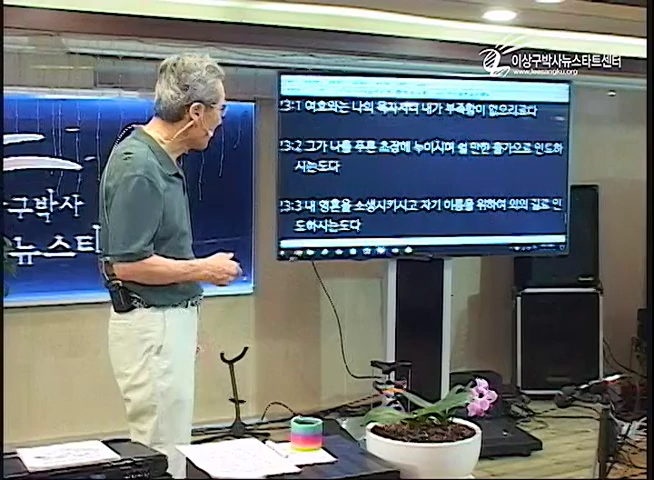 이상구박사뉴스타트센터
www.leesangku.org
3:1 여호와는 나의 목자시니 내가 부족함이 없으리로다
3:2 그가 나를 푸른 초장에 누이시며 쉴 만한 물가으로 인도하
시는도다
3:3 내 영혼을 소생시키시고 자기 이름을 위하여 의의 길로 인
도하시는도다
구박사
뉴스타